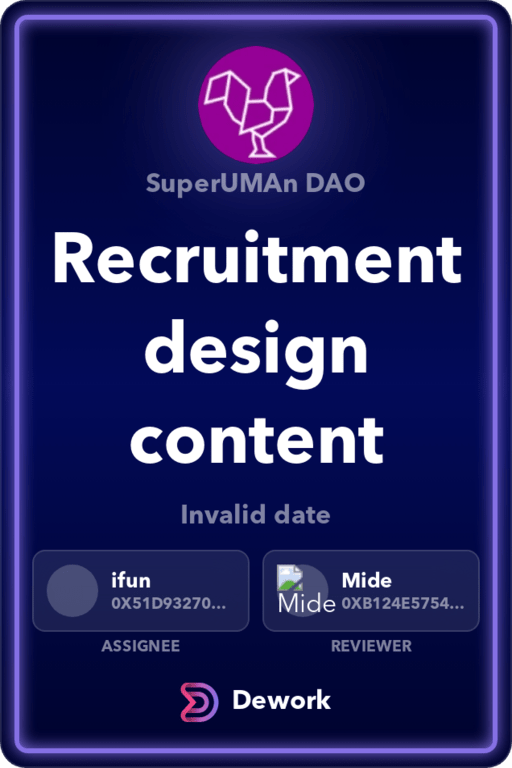 SuperUMAn DAO
Recruitment
design
content
Invalid date
ifun
0X51D93270...
Mide
Mide
0XB124E5754...
ASSIGNEE
REVIEWER
Dework